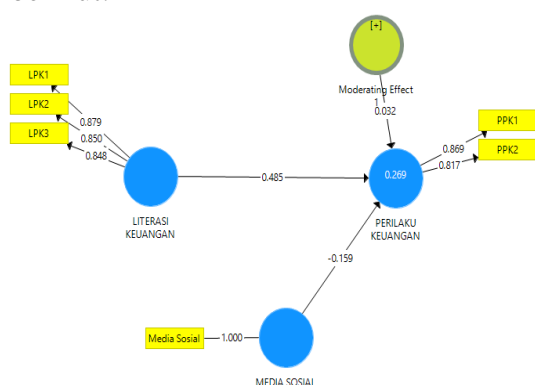 [+]
LPK1
Moderating Effect
1
0.032
LPK2
0.879
PPK1
LPK3
0.850
0.869
PPK2
0.848
0.269
0.817
0.485
LITERASI
KEUANGAN
PERILAKU
KEUANGAN
-0.159
Media Sosial
1.000
MEDIA SOSIAL